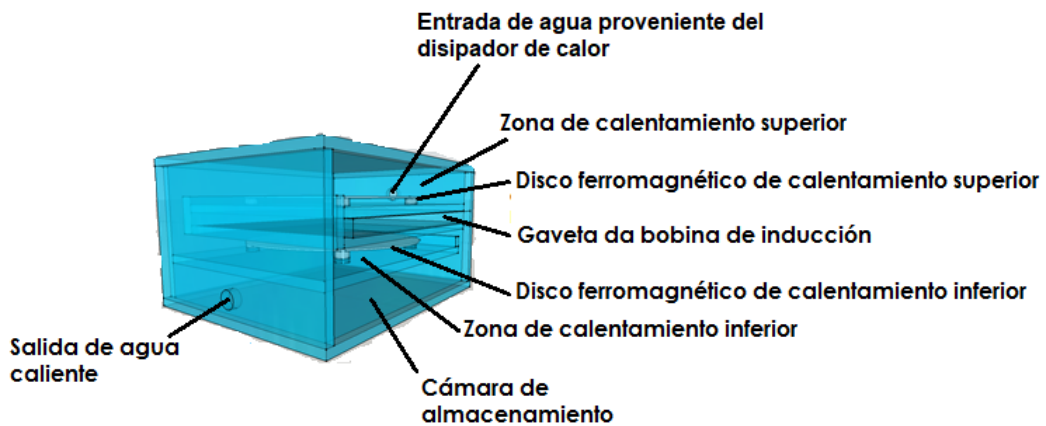 Entrada de agua proveniente del
disipador de calor
Zona de calentamiento superior
Disco ferromagnético de calentamiento superior
Gaveta da bobina de inducción
Disco ferromagnético de calentamiento inferior
Zona de calentamiento inferior
Salida de agua
caliente
Cámara de
almacenamiento